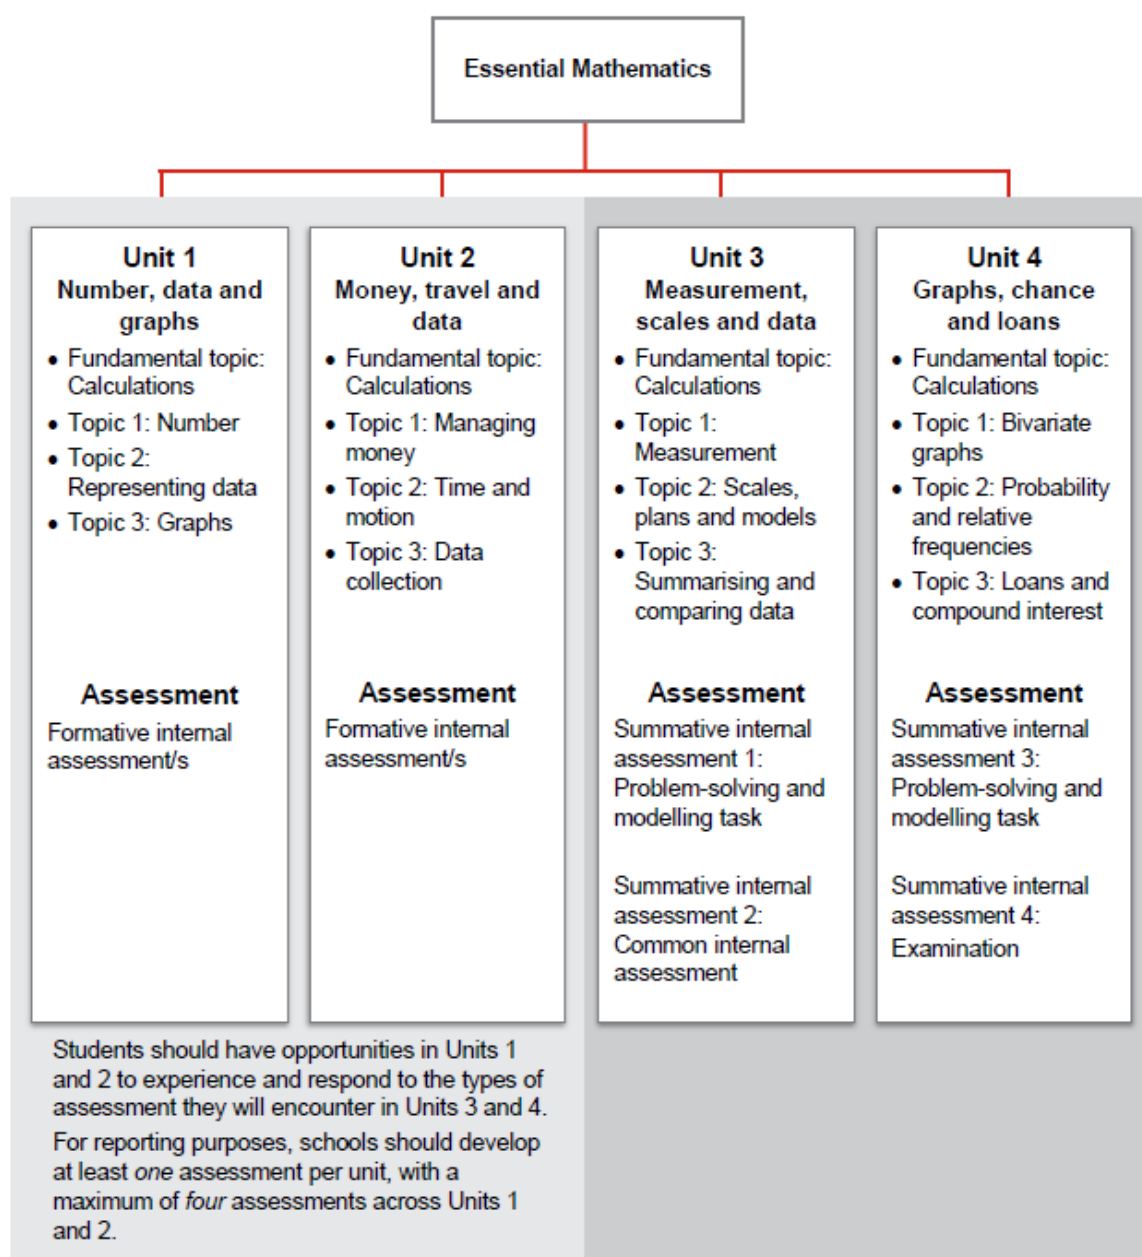 Essential Mathematics
Unit 1
Number, data and
graphs
• Fundamental topic:
Calculations
• Topic 1: Number
• Topic 2:
Representing data
• Topic 3: Graphs
Assessment
Formative internal
assessment/s
Unit 2
Money, travel and
data
• Fundamental topic:
Calculations
• Topic 1: Managing
money
• Topic 2: Time and
motion
• Topic 3: Data
collection
Assessment
Formative internal
assessment/s
Students should have opportunities in Units 1
and 2 to experience and respond to the types of
assessment they will encounter in Units 3 and 4.
For reporting purposes, schools should develop
at least one assessment per unit, with a
maximum of four assessments across Units 1
and 2.
Unit 3
Measurement,
scales and data
• Fundamental topic:
Calculations
• Topic 1:
Measurement
• Topic 2: Scales,
plans and models
• Topic 3:
Summarising and
comparing data
Assessment
Summative internal
assessment 1:
Problem-solving and
modelling task
Summative internal
assessment 2:
Common internal
assessment
Unit 4
Graphs, chance
and loans
• Fundamental topic:
Calculations
• Topic 1: Bivariate
graphs
• Topic 2: Probability
and relative
frequencies
• Topic 3: Loans and
compound interest
Assessment
Summative internal
assessment 3:
Problem-solving and
modelling task
Summative internal
assessment 4:
Examination